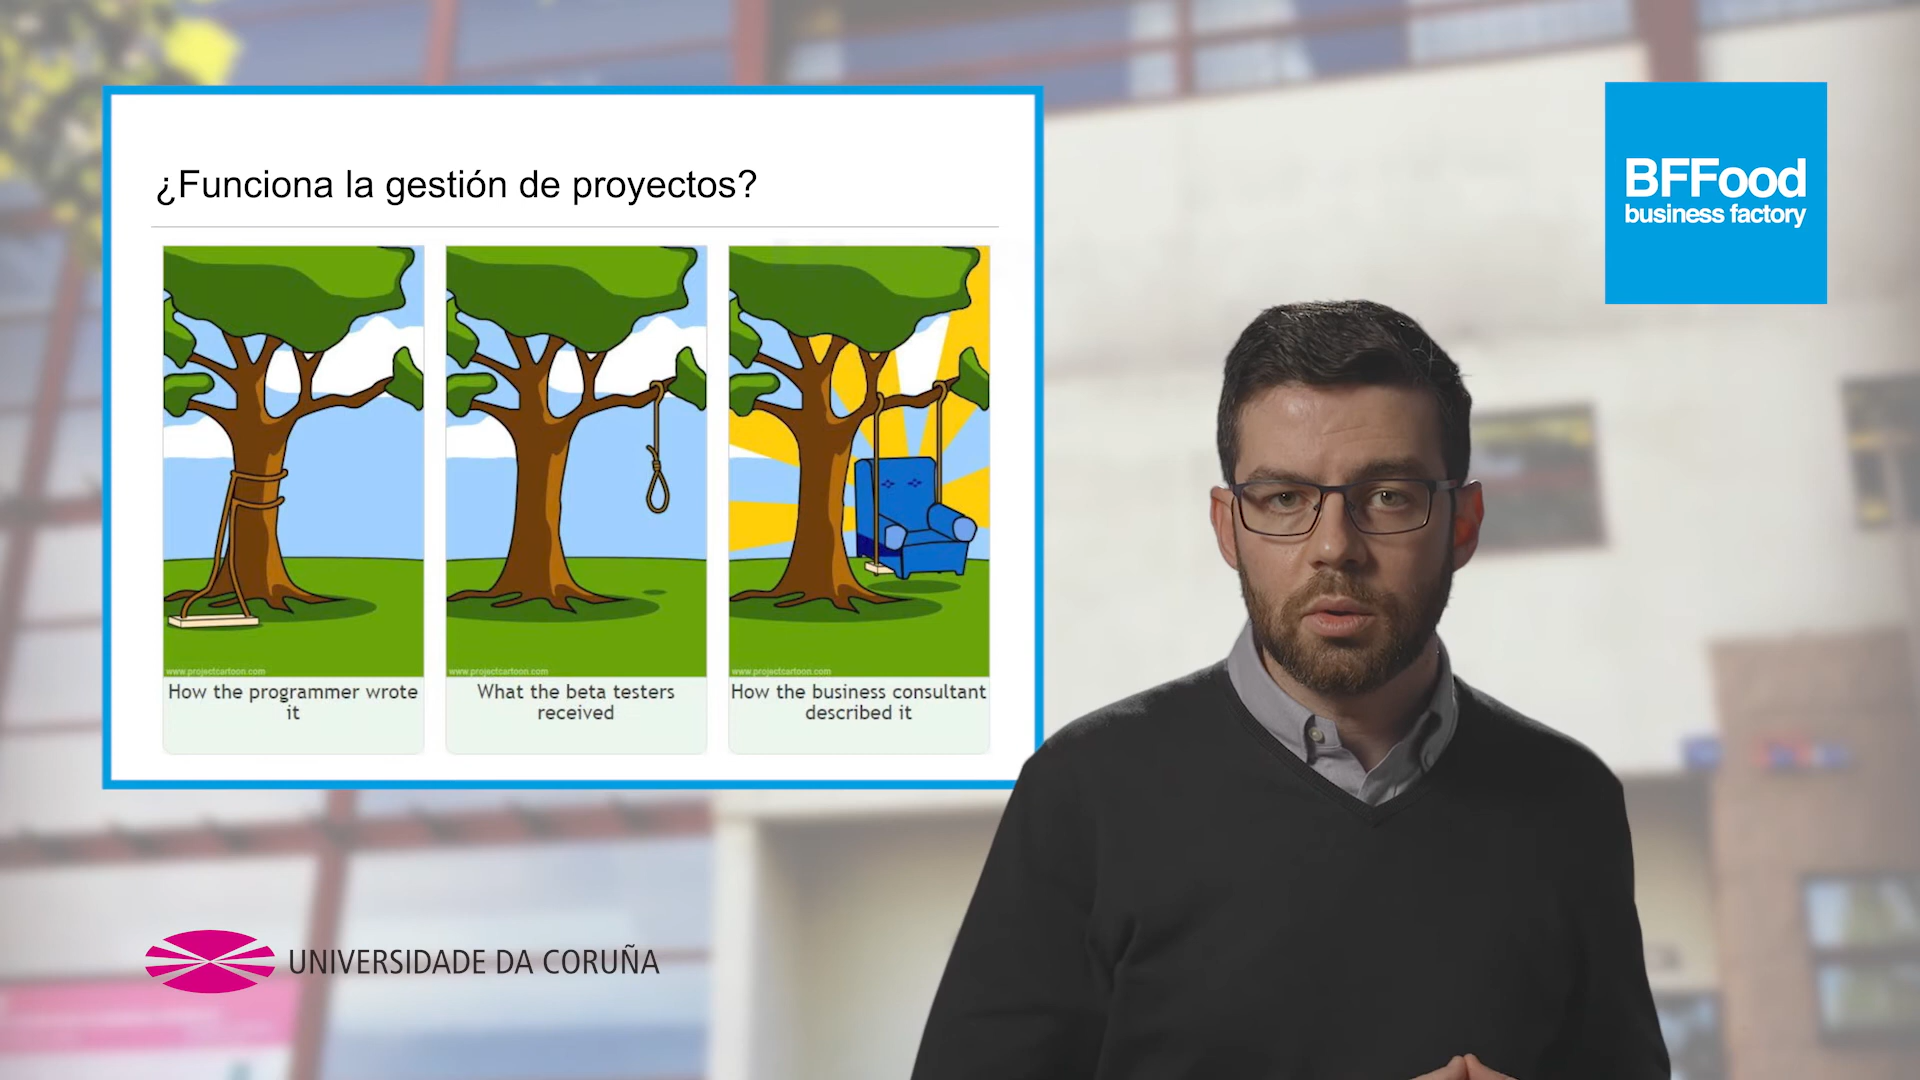 ¿Funciona la gestión de proyectos?
www.projectcartoon.com
How the programmer wrote
it
www.projectcartoon.com
What the beta testers
received
www.projectcartoon.com
How the business consultant
described it
BFFood
business factory
UNIVERSIDADE DA CORUÑA